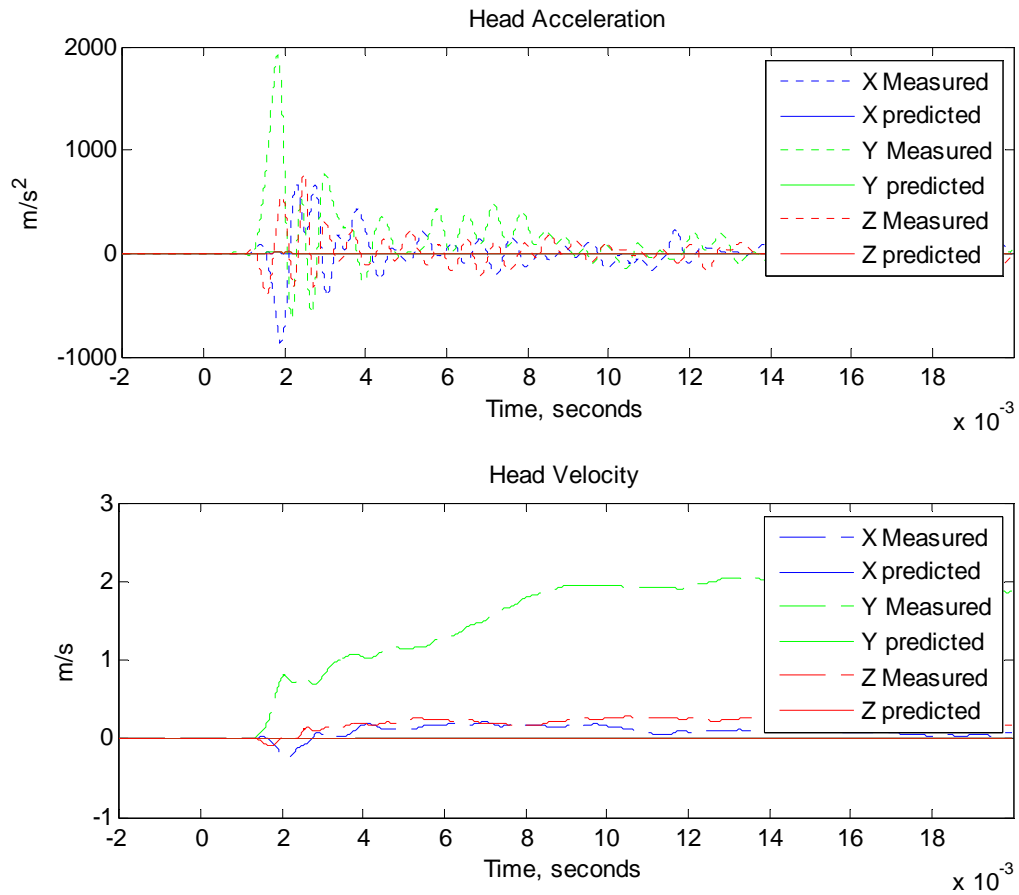 Head Acceleration
2000
1000
0
-1000
m/s2
X Measured
X predicted
Y Measured
Y predicted
Z Measured
Z predicted
-2 0 2 4 6 8 10 12 14 16 18
Time, seconds
x 10-3
Head Velocity
3
2
1
0
-1
m/s
X Measured
X predicted
Y Measured
Y predicted
Z Measured
Z predicted
-2 0 2 4 6 8 10 12 14 16 18
Time, seconds
x 10-3